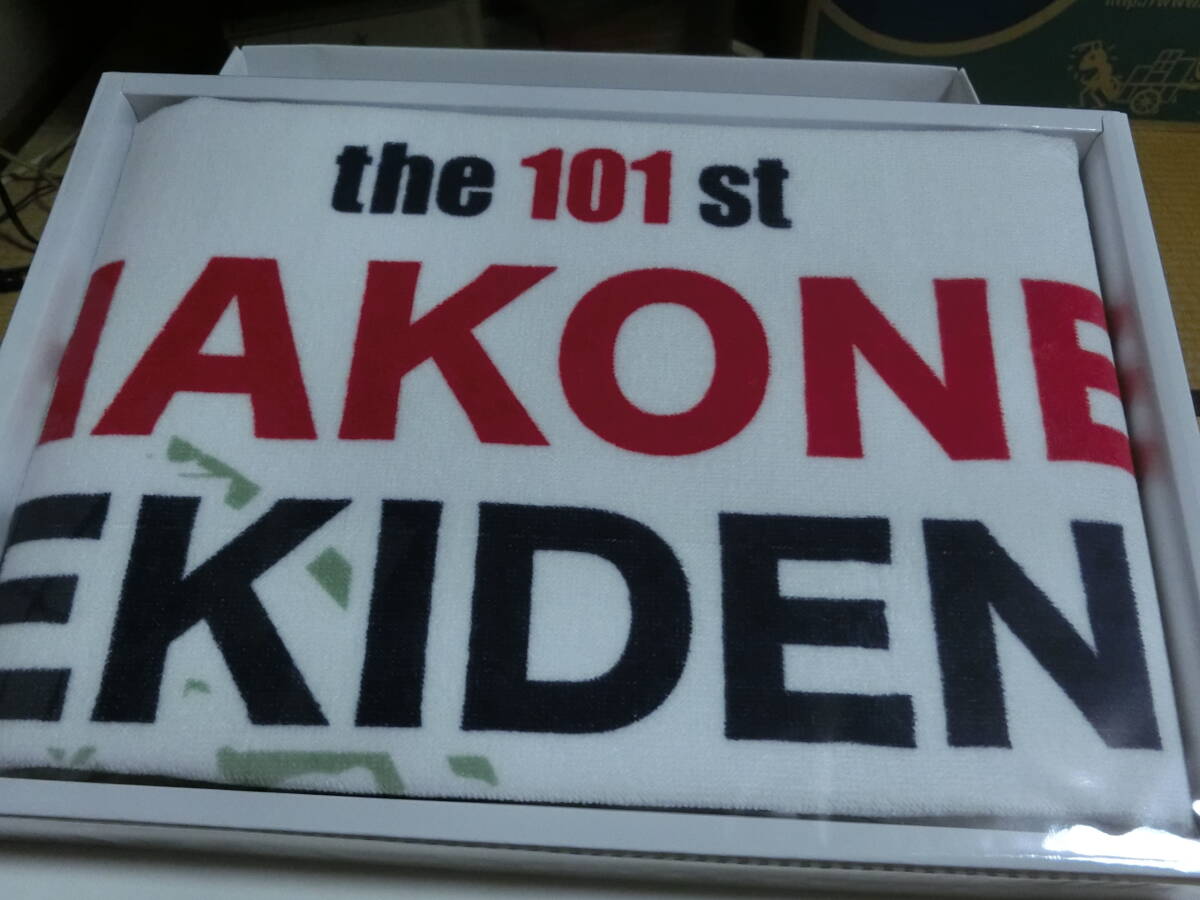 the 101 st
HAKONE
EKIDEN